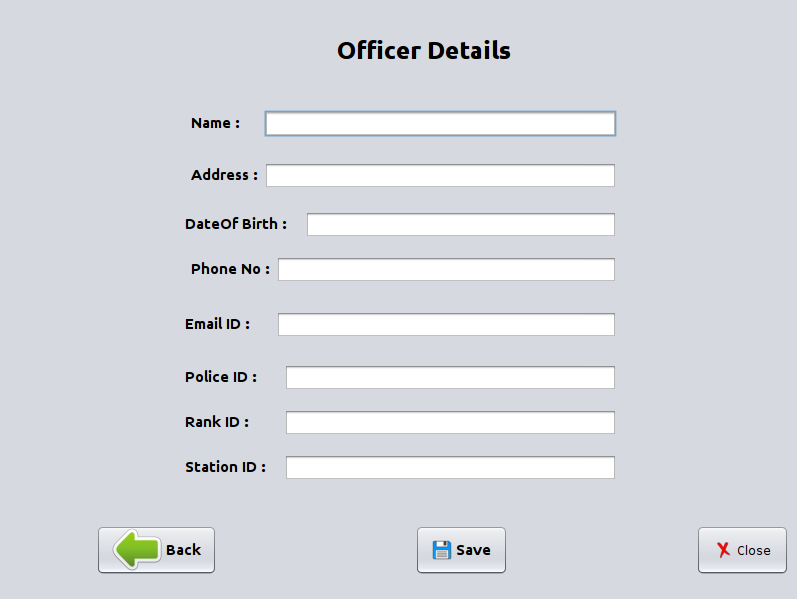 Officer Details
Name :
Address :
DateOf Birth :
Phone No :
Email ID :
Police ID :
Rank ID :
Station ID :
Back
Save
Close